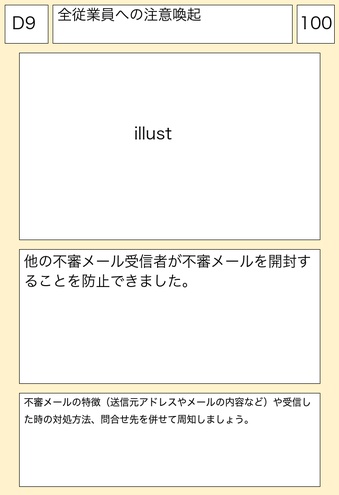 D9
全従業員への注意喚起
100
illust
他の不審メール受信者が不審メールを開封す
ることを防止できました。
不審メールの特徴（送信元アドレスやメールの内容など）や受信し
た時の対処方法、問合せ先を併せて周知しましょう。